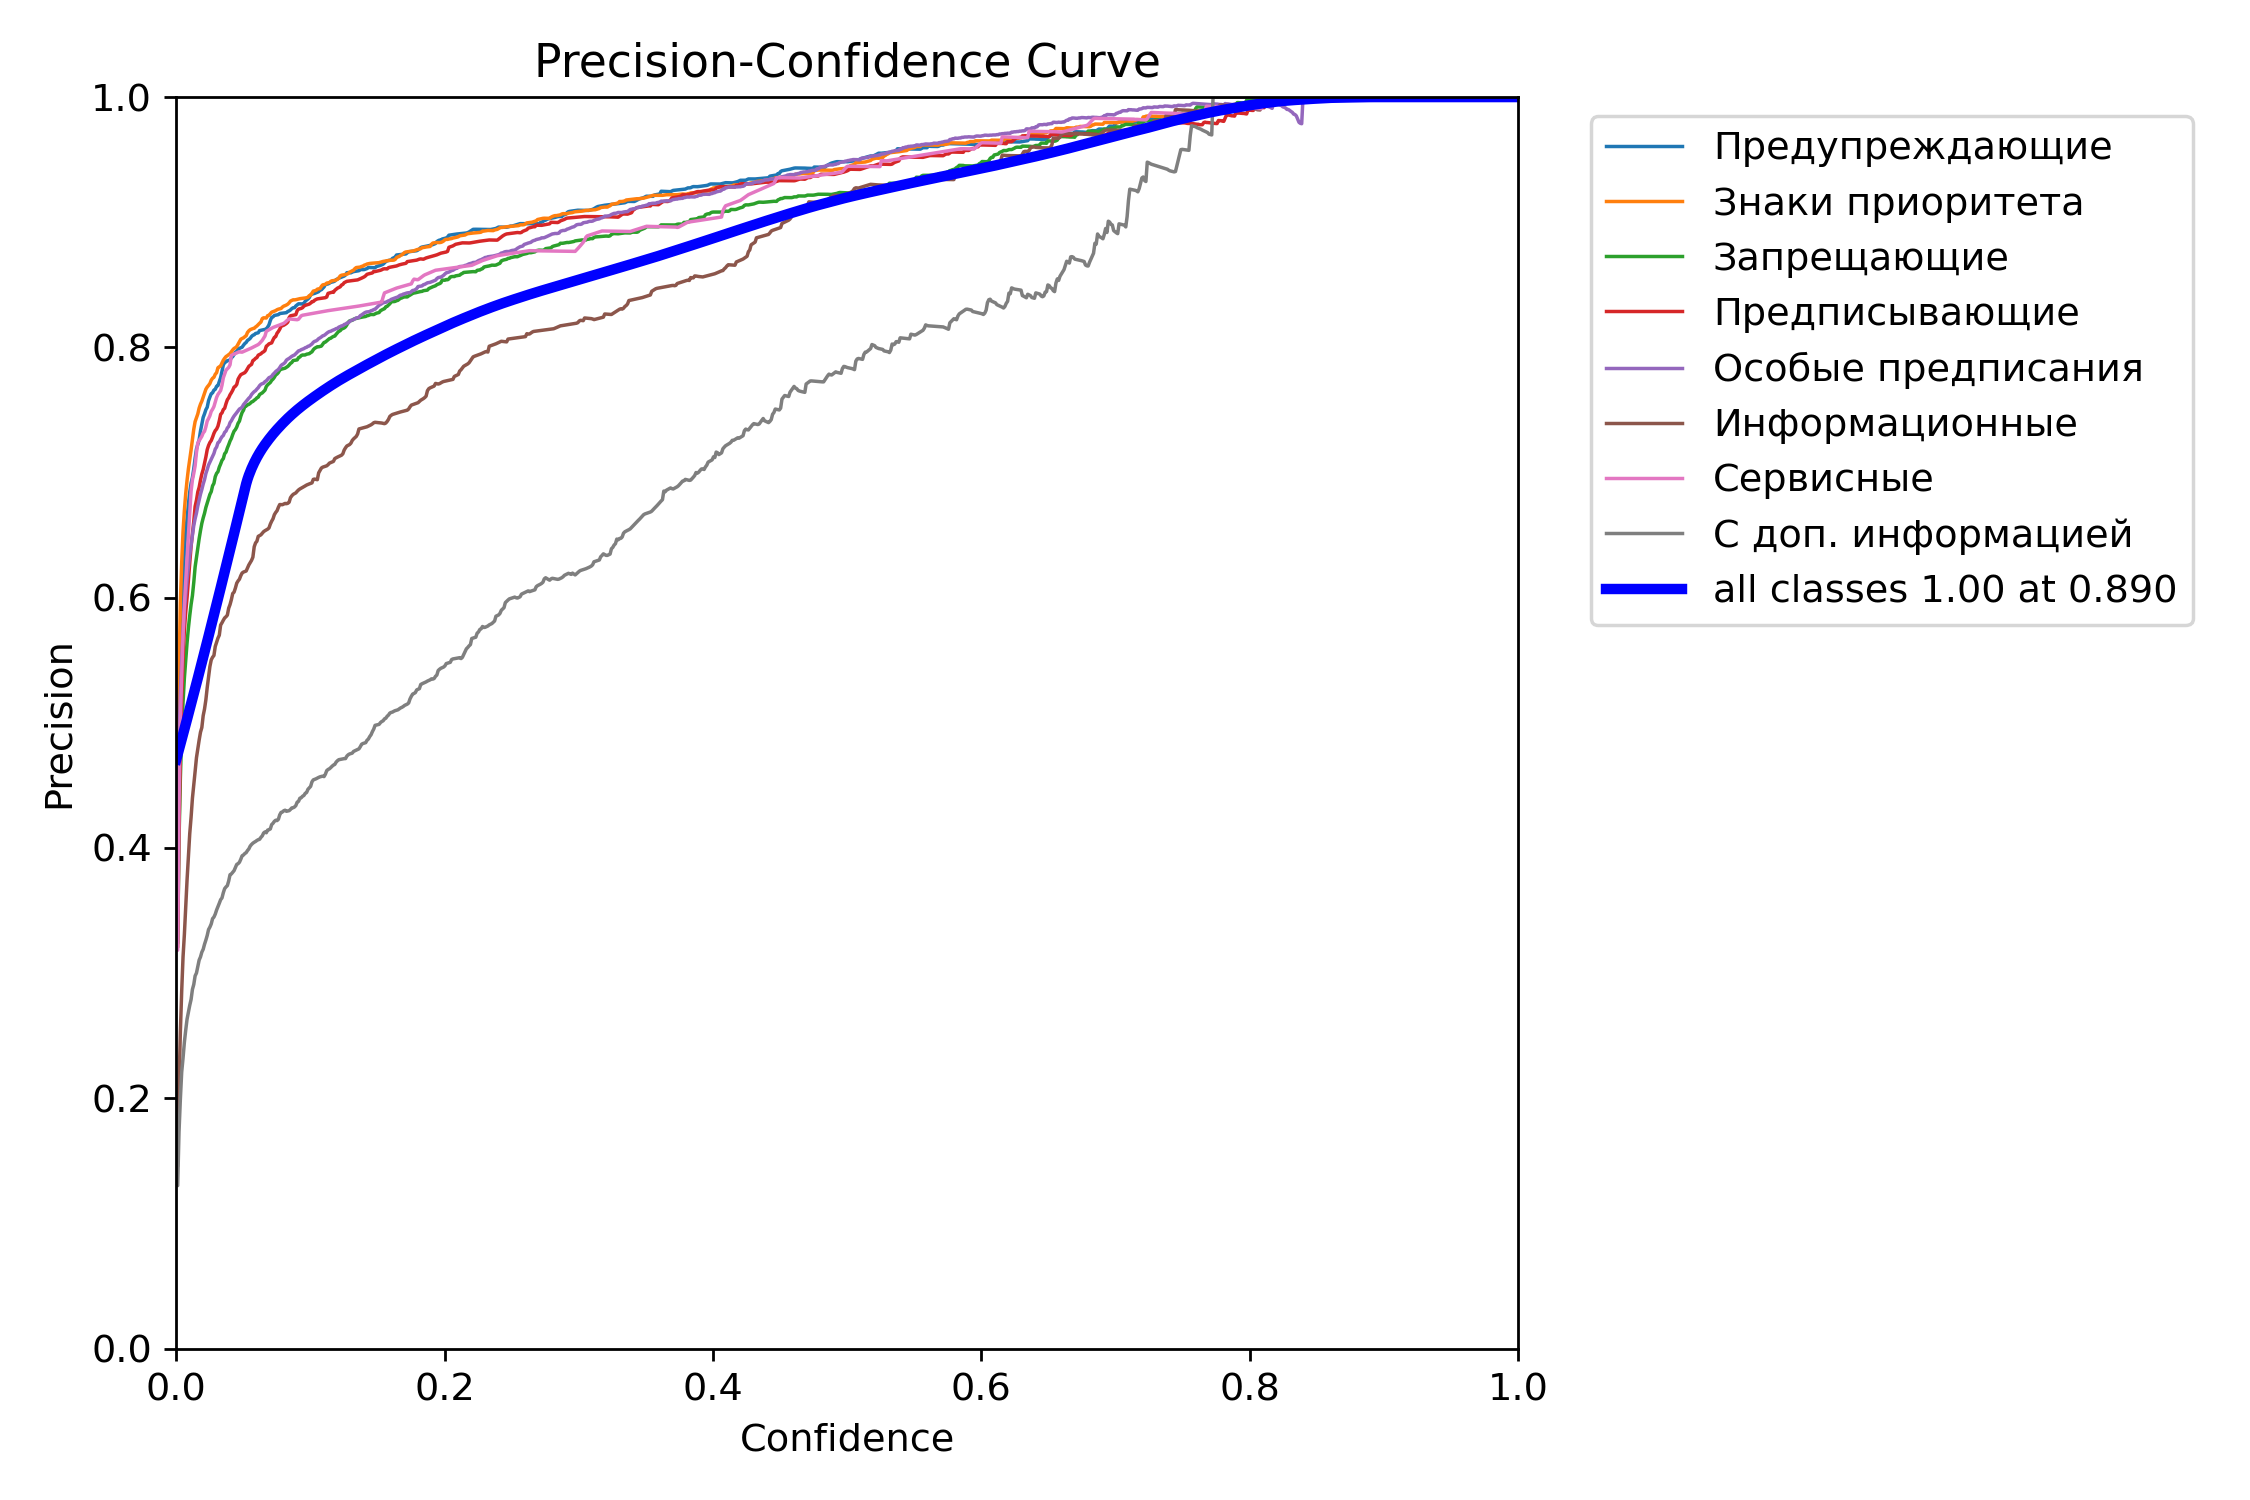 Precision-Confidence Curve
1.0
0.8
0.6
0.4
0.2
0.0
Precision
0.0 0.2 0.4 0.6 0.8 1.0
Confidence
Предупреждающие
Знаки приоритета
Запрещающие
Предписывающие
Особые предписания
Информационные
Сервисные
С доп. информацией
all classes 1.00 at 0.890